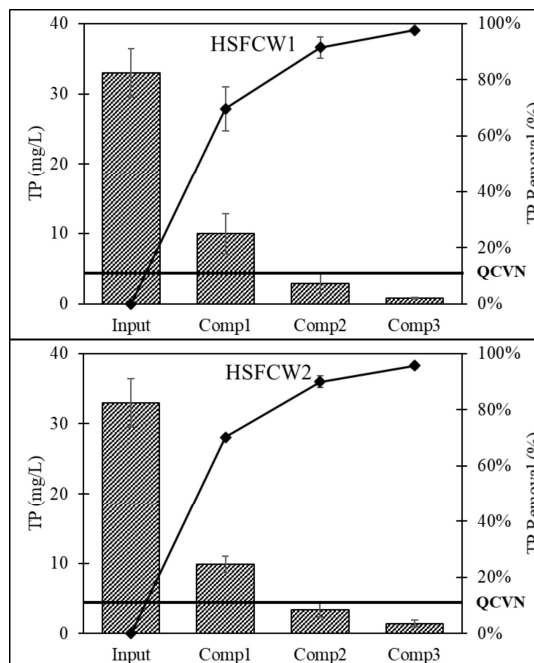 HSFCW1
TP (mg/L)
40
30
20
10
0
100%
80%
60%
40%
20%
0%
TP Removal (%)
QCVN
Input Comp1 Comp2 Comp3
HSFCW2
TP (mg/L)
40
30
20
10
0
100%
80%
60%
40%
20%
0%
TP Removal (%)
QCVN
Input Comp1 Comp2 Comp3